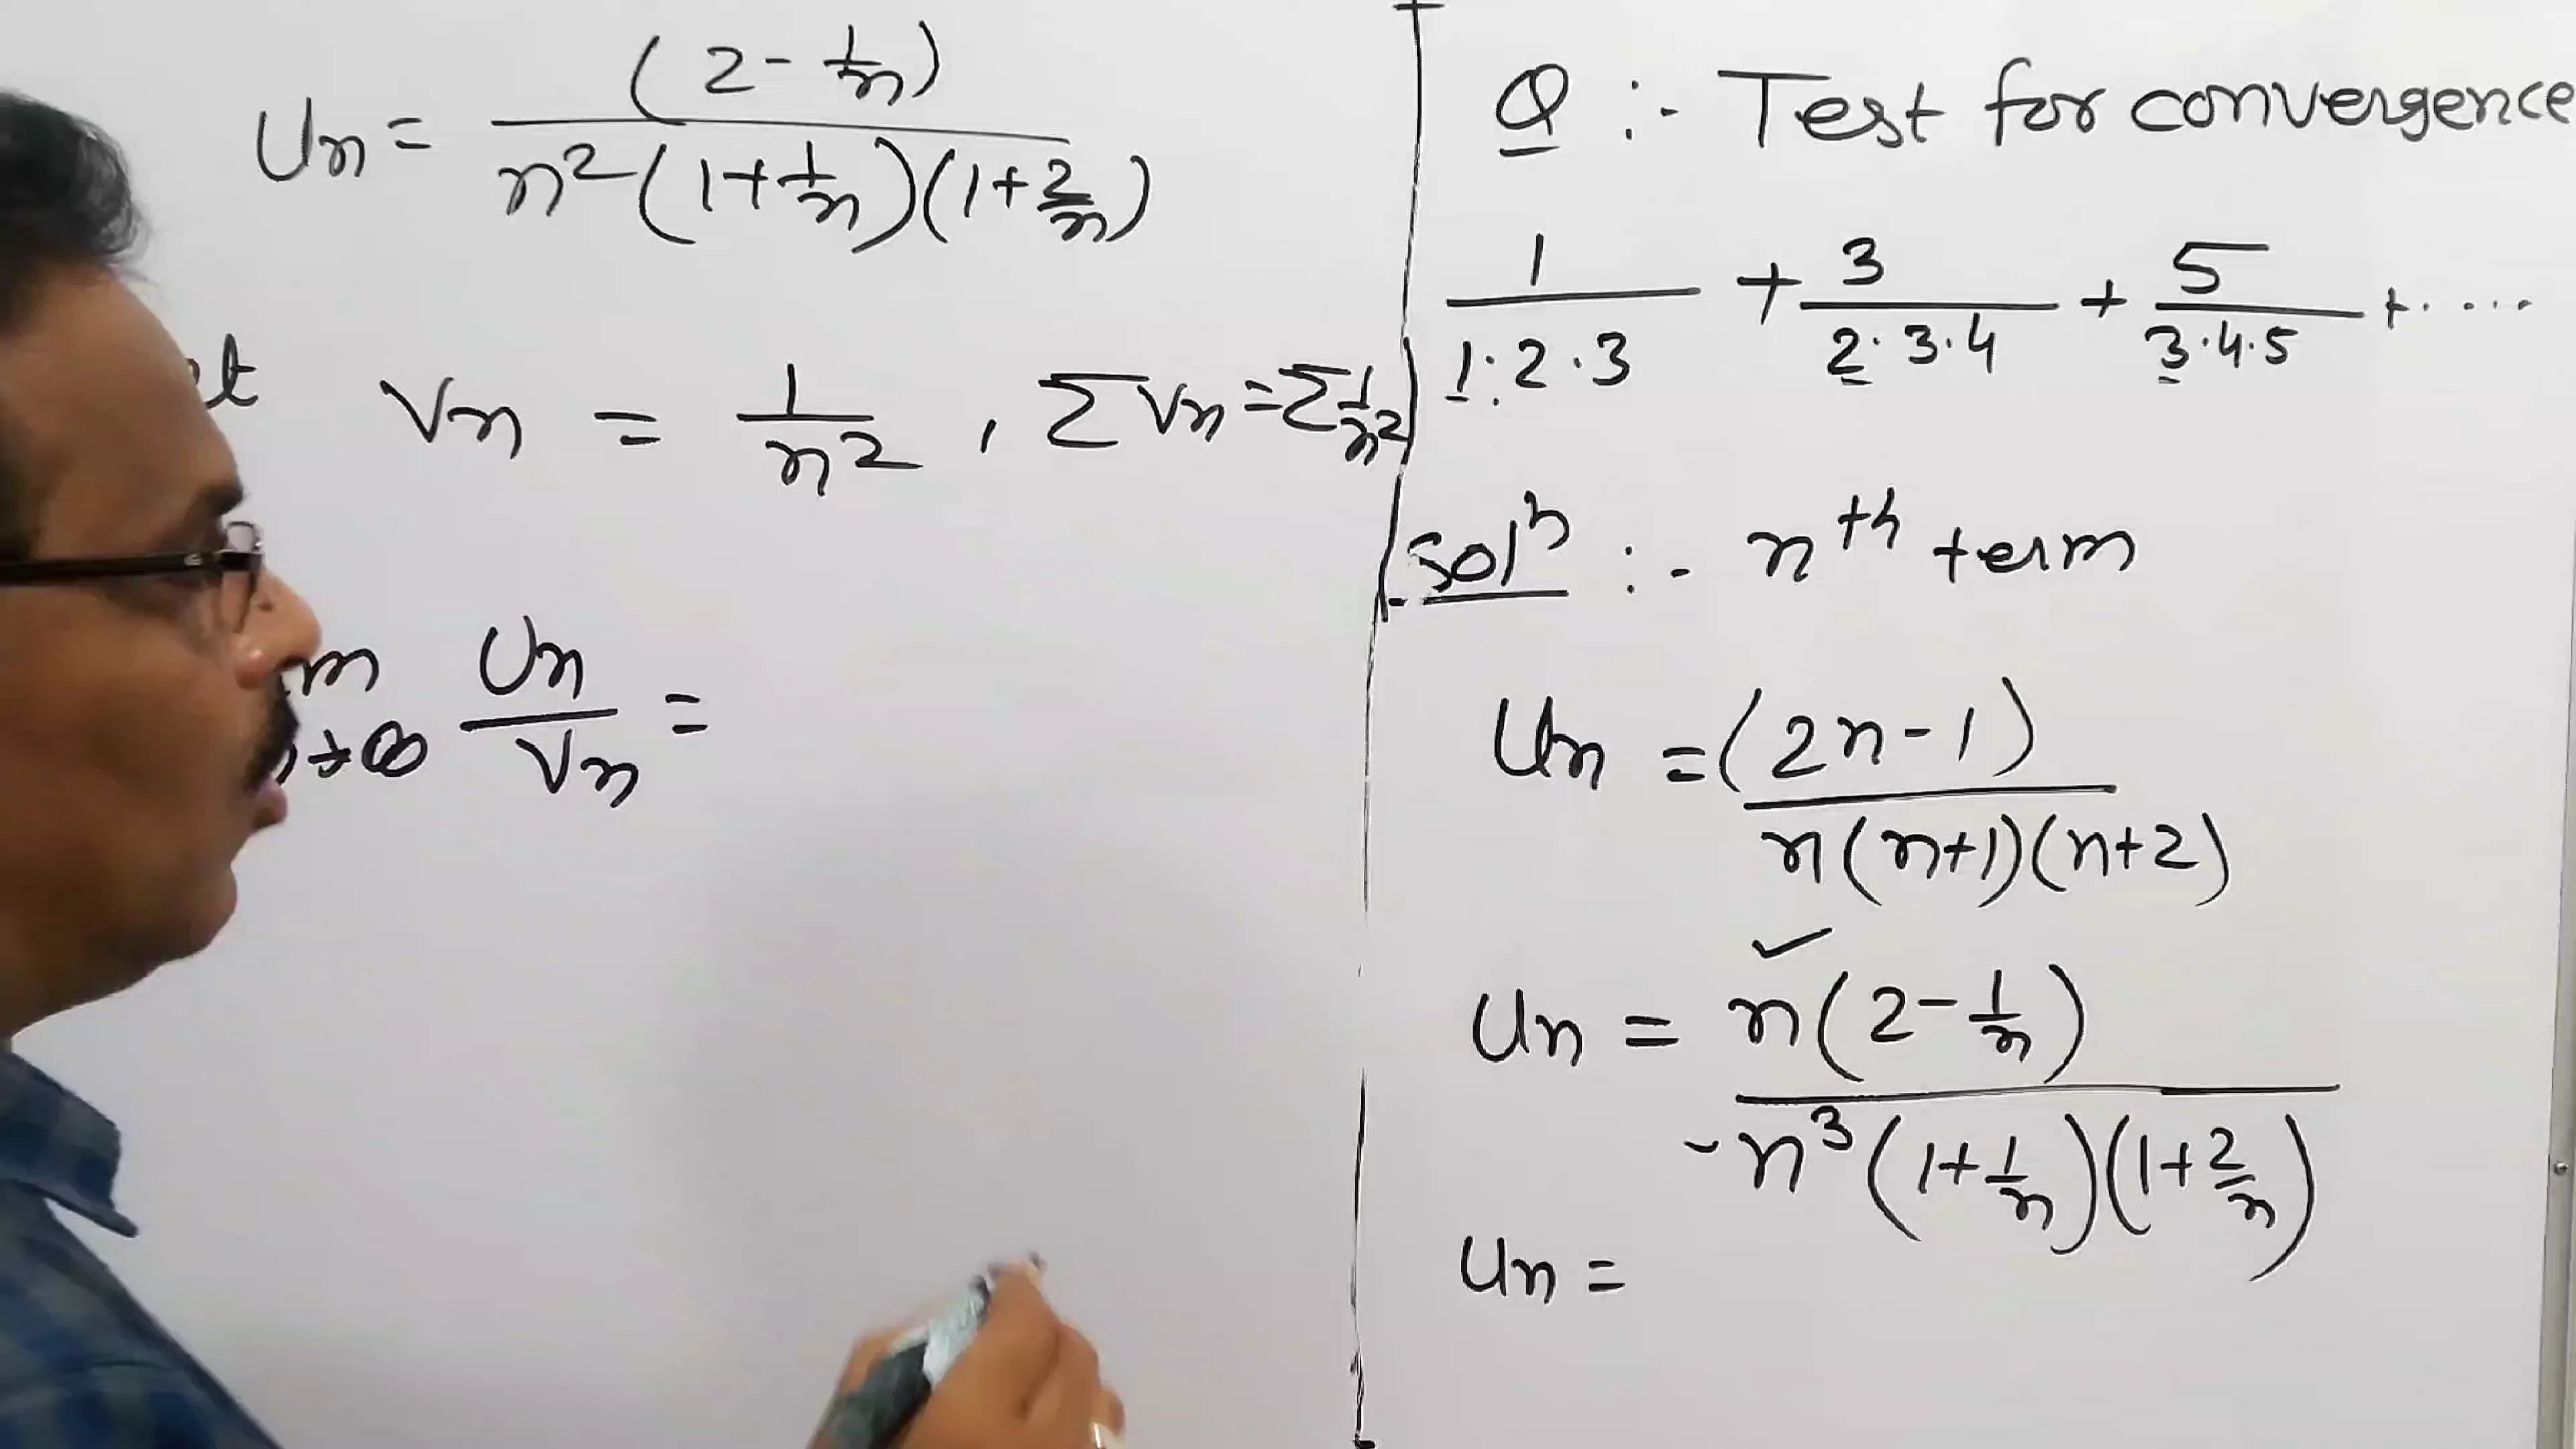 Un = (2 - 1/n) / n²(1+1/n)(1+2/n)
Vn = 1/n² , ΣVn = Σ1/n²
n→∞ Un/Vn =
Q :- Test for convergence
1/1·2·3 + 3/2·3·4 + 5/3·4·5 + ....
Solⁿ :- nᵗʰ term
Un = (2n-1) / n(n+1)(n+2)
Un = n(2 - 1/n) / n³(1+1/n)(1+2/n)
Un =